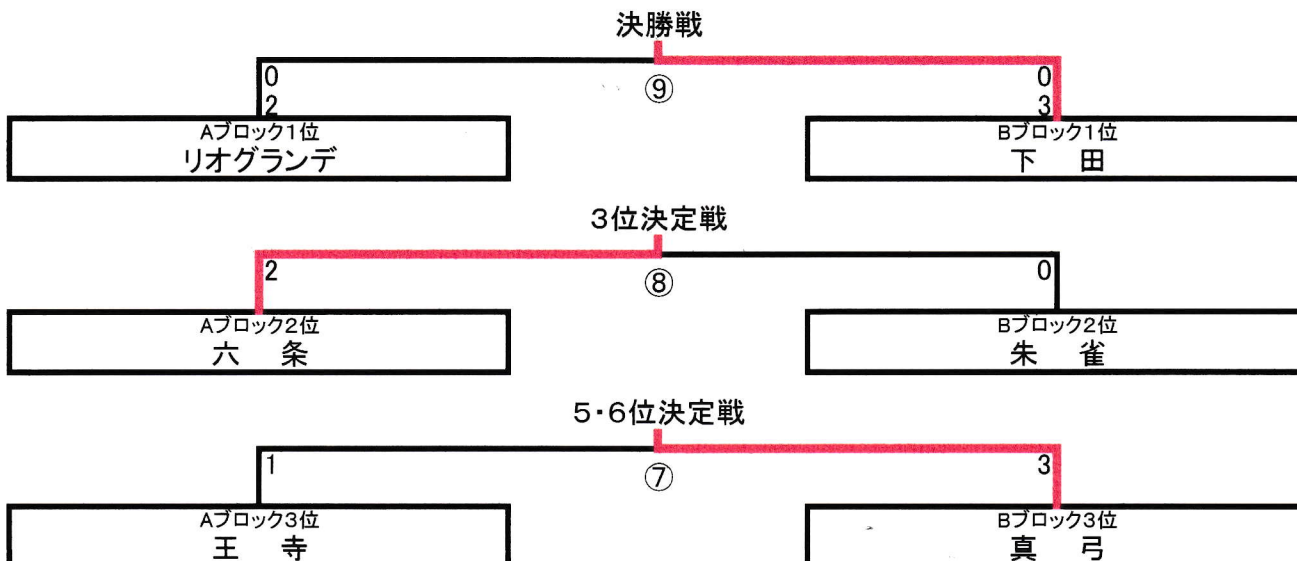 決勝戦
0 ⑨ 0
2 3
Aブロック1位 Bブロック1位
リオグランデ 下　田
3位決定戦
2 ⑧ 0
Aブロック2位 Bブロック2位
六　条 朱　雀
5・6位決定戦
1 ⑦ 3
Aブロック3位 Bブロック3位
王　寺 真　弓